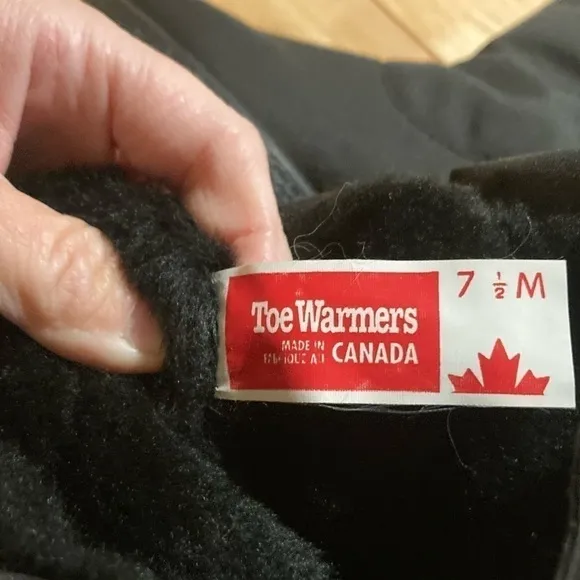 Toe Warmers
MADE IN
CANADA
7 ½ M